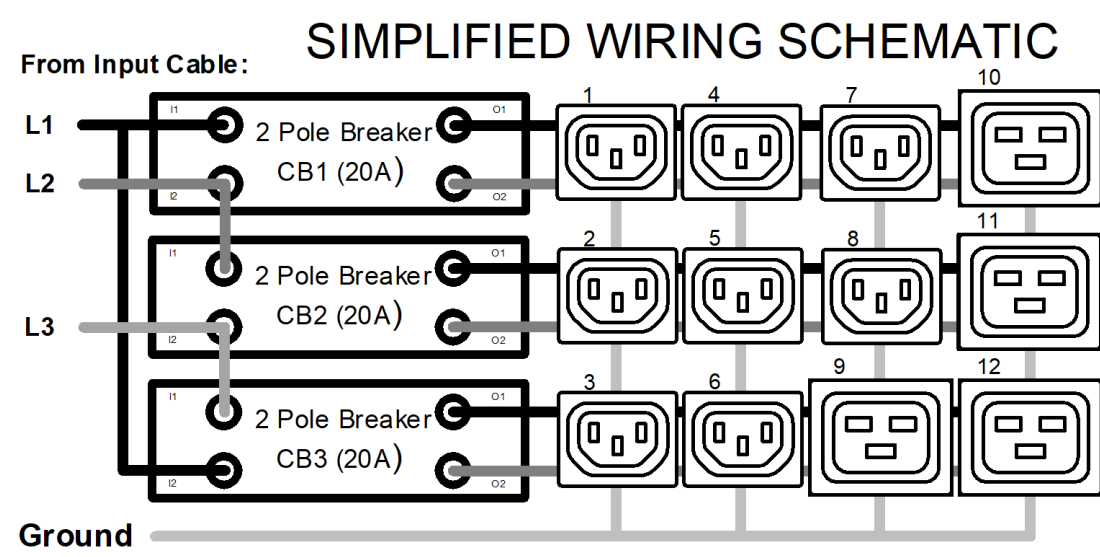 SIMPLIFIED WIRING SCHEMATIC
From Input Cable:
10
1
4
7
I1
O1
L1
2 Pole Breaker
CB1 (20A)
L2
I2
O2
11
2
5
8
I1
O1
2 Pole Breaker
CB2 (20A)
L3
I2
O2
3
6
9
12
I1
O1
2 Pole Breaker
CB3 (20A)
I2
O2
Ground